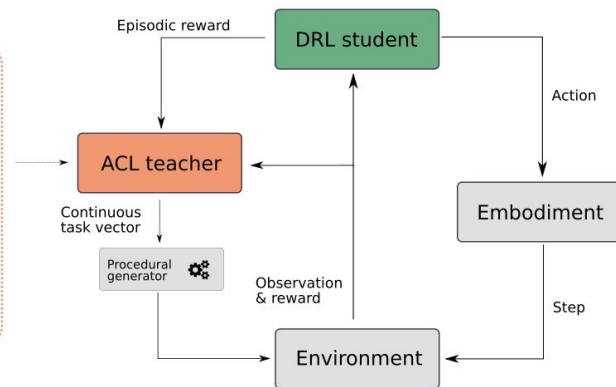 Episodic reward
DRL student
Action
ACL teacher
Continuous
task vector
Embodiment
Procedural
generator
Observation
& reward
Step
Environment